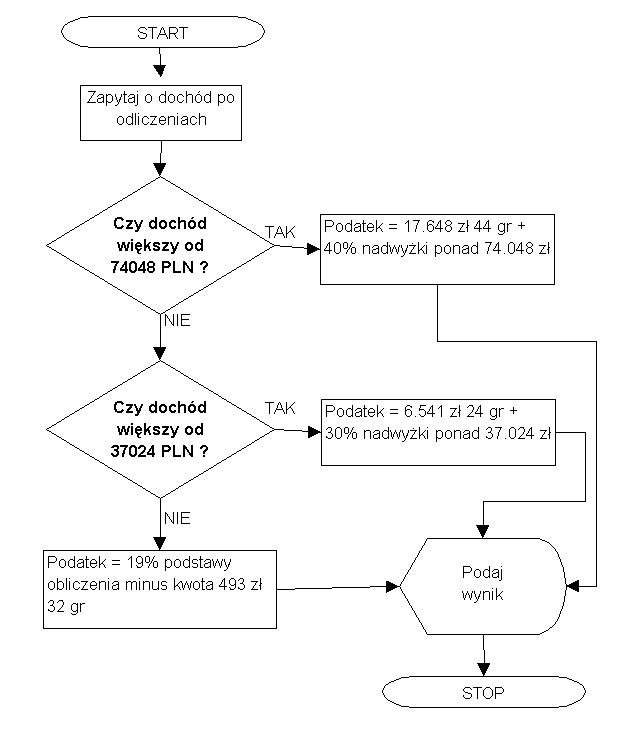 START
Zapytaj o dochód po
odliczeniach
Czy dochód
większy od
74048 PLN ?
TAK
Podatek = 17.648 zł 44 gr +
40% nadwyżki ponad 74.048 zł
NIE
Czy dochód
większy od
37024 PLN ?
TAK
Podatek = 6.541 zł 24 gr +
30% nadwyżki ponad 37.024 zł
NIE
Podatek = 19% podstawy
obliczenia minus kwota 493 zł
32 gr
Podaj
wynik
STOP